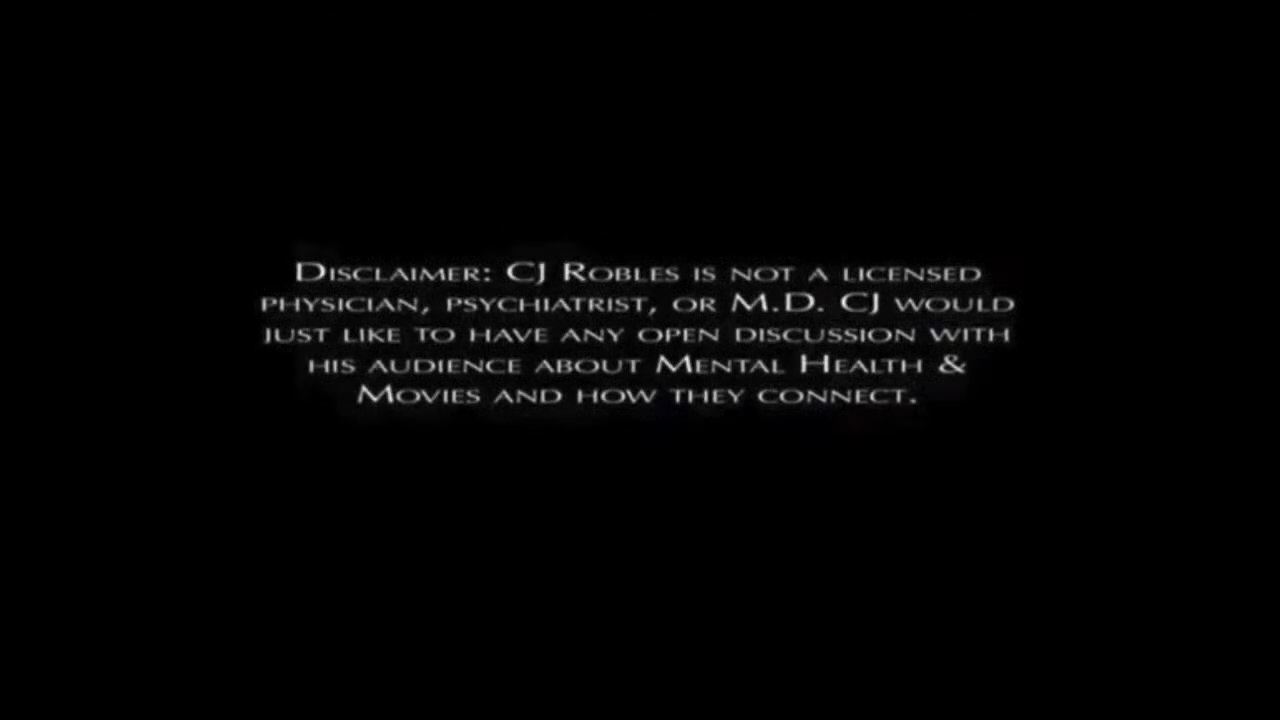 Disclaimer: CJ Robles is not a licensed
physician, psychiatrist, or M.D. CJ would
just like to have any open discussion with
his audience about Mental Health &
Movies and how they connect.